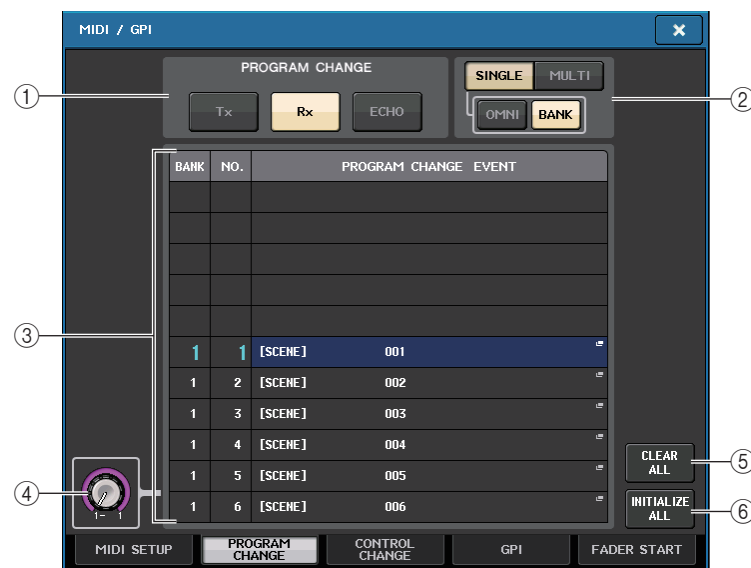 MIDI / GPI
×
PROGRAM CHANGE
Tx
Rx
ECHO
SINGLE
MULTI
OMNI
BANK
①
②
BANK NO. PROGRAM CHANGE EVENT
③
1 1 [SCENE] 001
1 2 [SCENE] 002
1 3 [SCENE] 003
1 4 [SCENE] 004
1 5 [SCENE] 005
1 6 [SCENE] 006
④
1- 1
CLEAR
ALL
⑤
INITIALIZE
ALL
⑥
MIDI SETUP
PROGRAM
CHANGE
CONTROL
CHANGE
GPI
FADER START